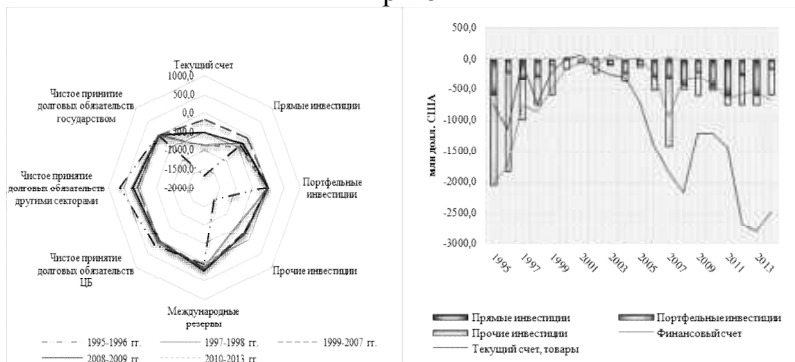 Текущий счет
Прямые инвестиции
Портфельные
инвестиции
Прочие инвестиции
Международные
резервы
Чистое принятие
долговых обязательств
ЦБ
Чистое принятие
долговых обязательств
другими секторами
Чистое принятие
долговых обязательств
государством
1000,0
500,0
0,0
-500,0
-1000,0
-1500,0
-2000,0
1995-1996 гг.
1997-1998 гг.
1999-2007 гг.
2008-2009 гг.
2010-2013 гг.
млн долл. США
500,0
0,0
-500,0
-1000,0
-1500,0
-2000,0
-2500,0
-3000,0
1995
1997
1999
2001
2003
2005
2007
2009
2011
2013
Прямые инвестиции
Портфельные инвестиции
Прочие инвестиции
Финансовый счет
Текущий счет, товары